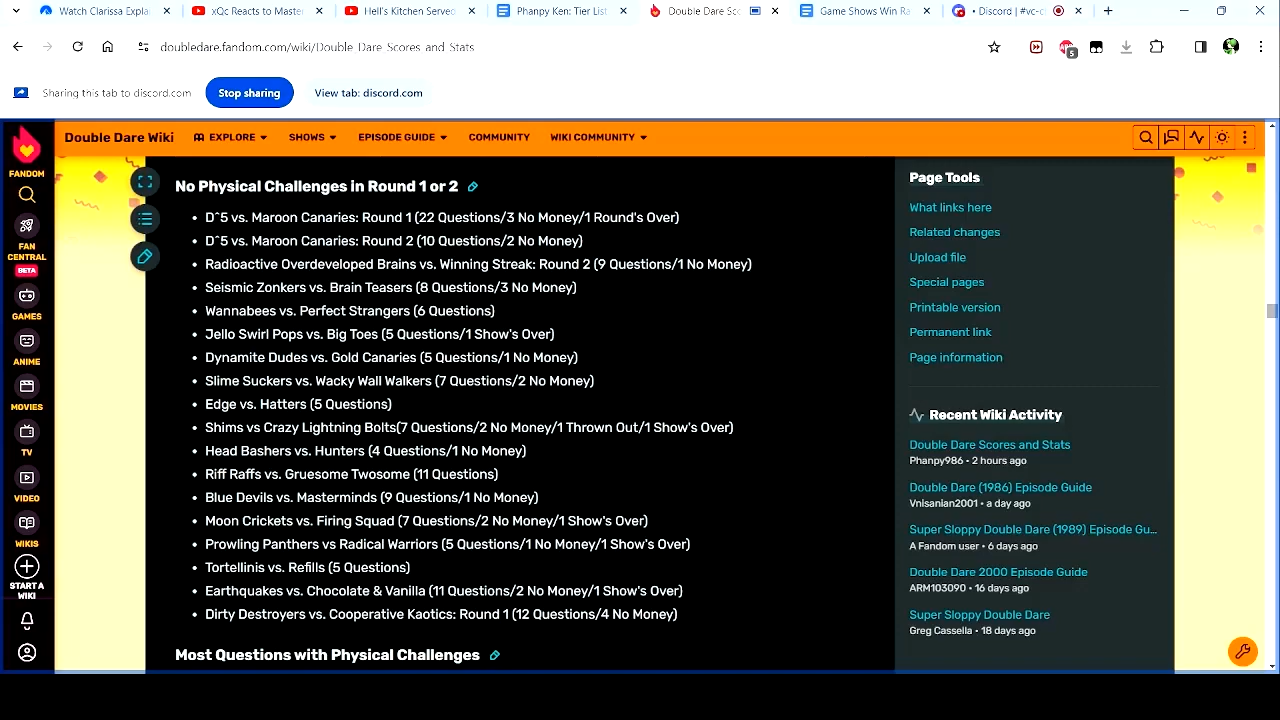 Watch Clarissa Expla
xQc Reacts to Maste
Hell's Kitchen Served
Phanpy Ken: Tier List
Double Dare Sco
Game Shows Win Ra
Discord | #vc-c
doubledare.fandom.com/wiki/Double_Dare_Scores_and_Stats
5
Sharing this tab to discord.com
Stop sharing
View tab: discord.com
FANDOM
FAN CENTRAL
BETA
GAMES
ANIME
MOVIES
TV
VIDEO
WIKIS
START A WIKI
Double Dare Wiki
EXPLORE
SHOWS
EPISODE GUIDE
COMMUNITY
WIKI COMMUNITY
No Physical Challenges in Round 1 or 2
• D^5 vs. Maroon Canaries: Round 1 (22 Questions/3 No Money/1 Round's Over)
• D^5 vs. Maroon Canaries: Round 2 (10 Questions/2 No Money)
• Radioactive Overdeveloped Brains vs. Winning Streak: Round 2 (9 Questions/1 No Money)
• Seismic Zonkers vs. Brain Teasers (8 Questions/3 No Money)
• Wannabees vs. Perfect Strangers (6 Questions)
• Jello Swirl Pops vs. Big Toes (5 Questions/1 Show's Over)
• Dynamite Dudes vs. Gold Canaries (5 Questions/1 No Money)
• Slime Suckers vs. Wacky Wall Walkers (7 Questions/2 No Money)
• Edge vs. Hatters (5 Questions)
• Shims vs Crazy Lightning Bolts(7 Questions/2 No Money/1 Thrown Out/1 Show's Over)
• Head Bashers vs. Hunters (4 Questions/1 No Money)
• Riff Raffs vs. Gruesome Twosome (11 Questions)
• Blue Devils vs. Masterminds (9 Questions/1 No Money)
• Moon Crickets vs. Firing Squad (7 Questions/2 No Money/1 Show's Over)
• Prowling Panthers vs Radical Warriors (5 Questions/1 No Money/1 Show's Over)
• Tortellinis vs. Refills (5 Questions)
• Earthquakes vs. Chocolate & Vanilla (11 Questions/2 No Money/1 Show's Over)
• Dirty Destroyers vs. Cooperative Kaotics: Round 1 (12 Questions/4 No Money)
Most Questions with Physical Challenges
Page Tools
What links here
Related changes
Upload file
Special pages
Printable version
Permanent link
Page information
Recent Wiki Activity
Double Dare Scores and Stats
Phanpy986 • 2 hours ago
Double Dare (1986) Episode Guide
Vnisanian2001 • a day ago
Super Sloppy Double Dare (1989) Episode Gu...
A Fandom user • 6 days ago
Double Dare 2000 Episode Guide
ARM103090 • 16 days ago
Super Sloppy Double Dare
Greg Cassella • 18 days ago